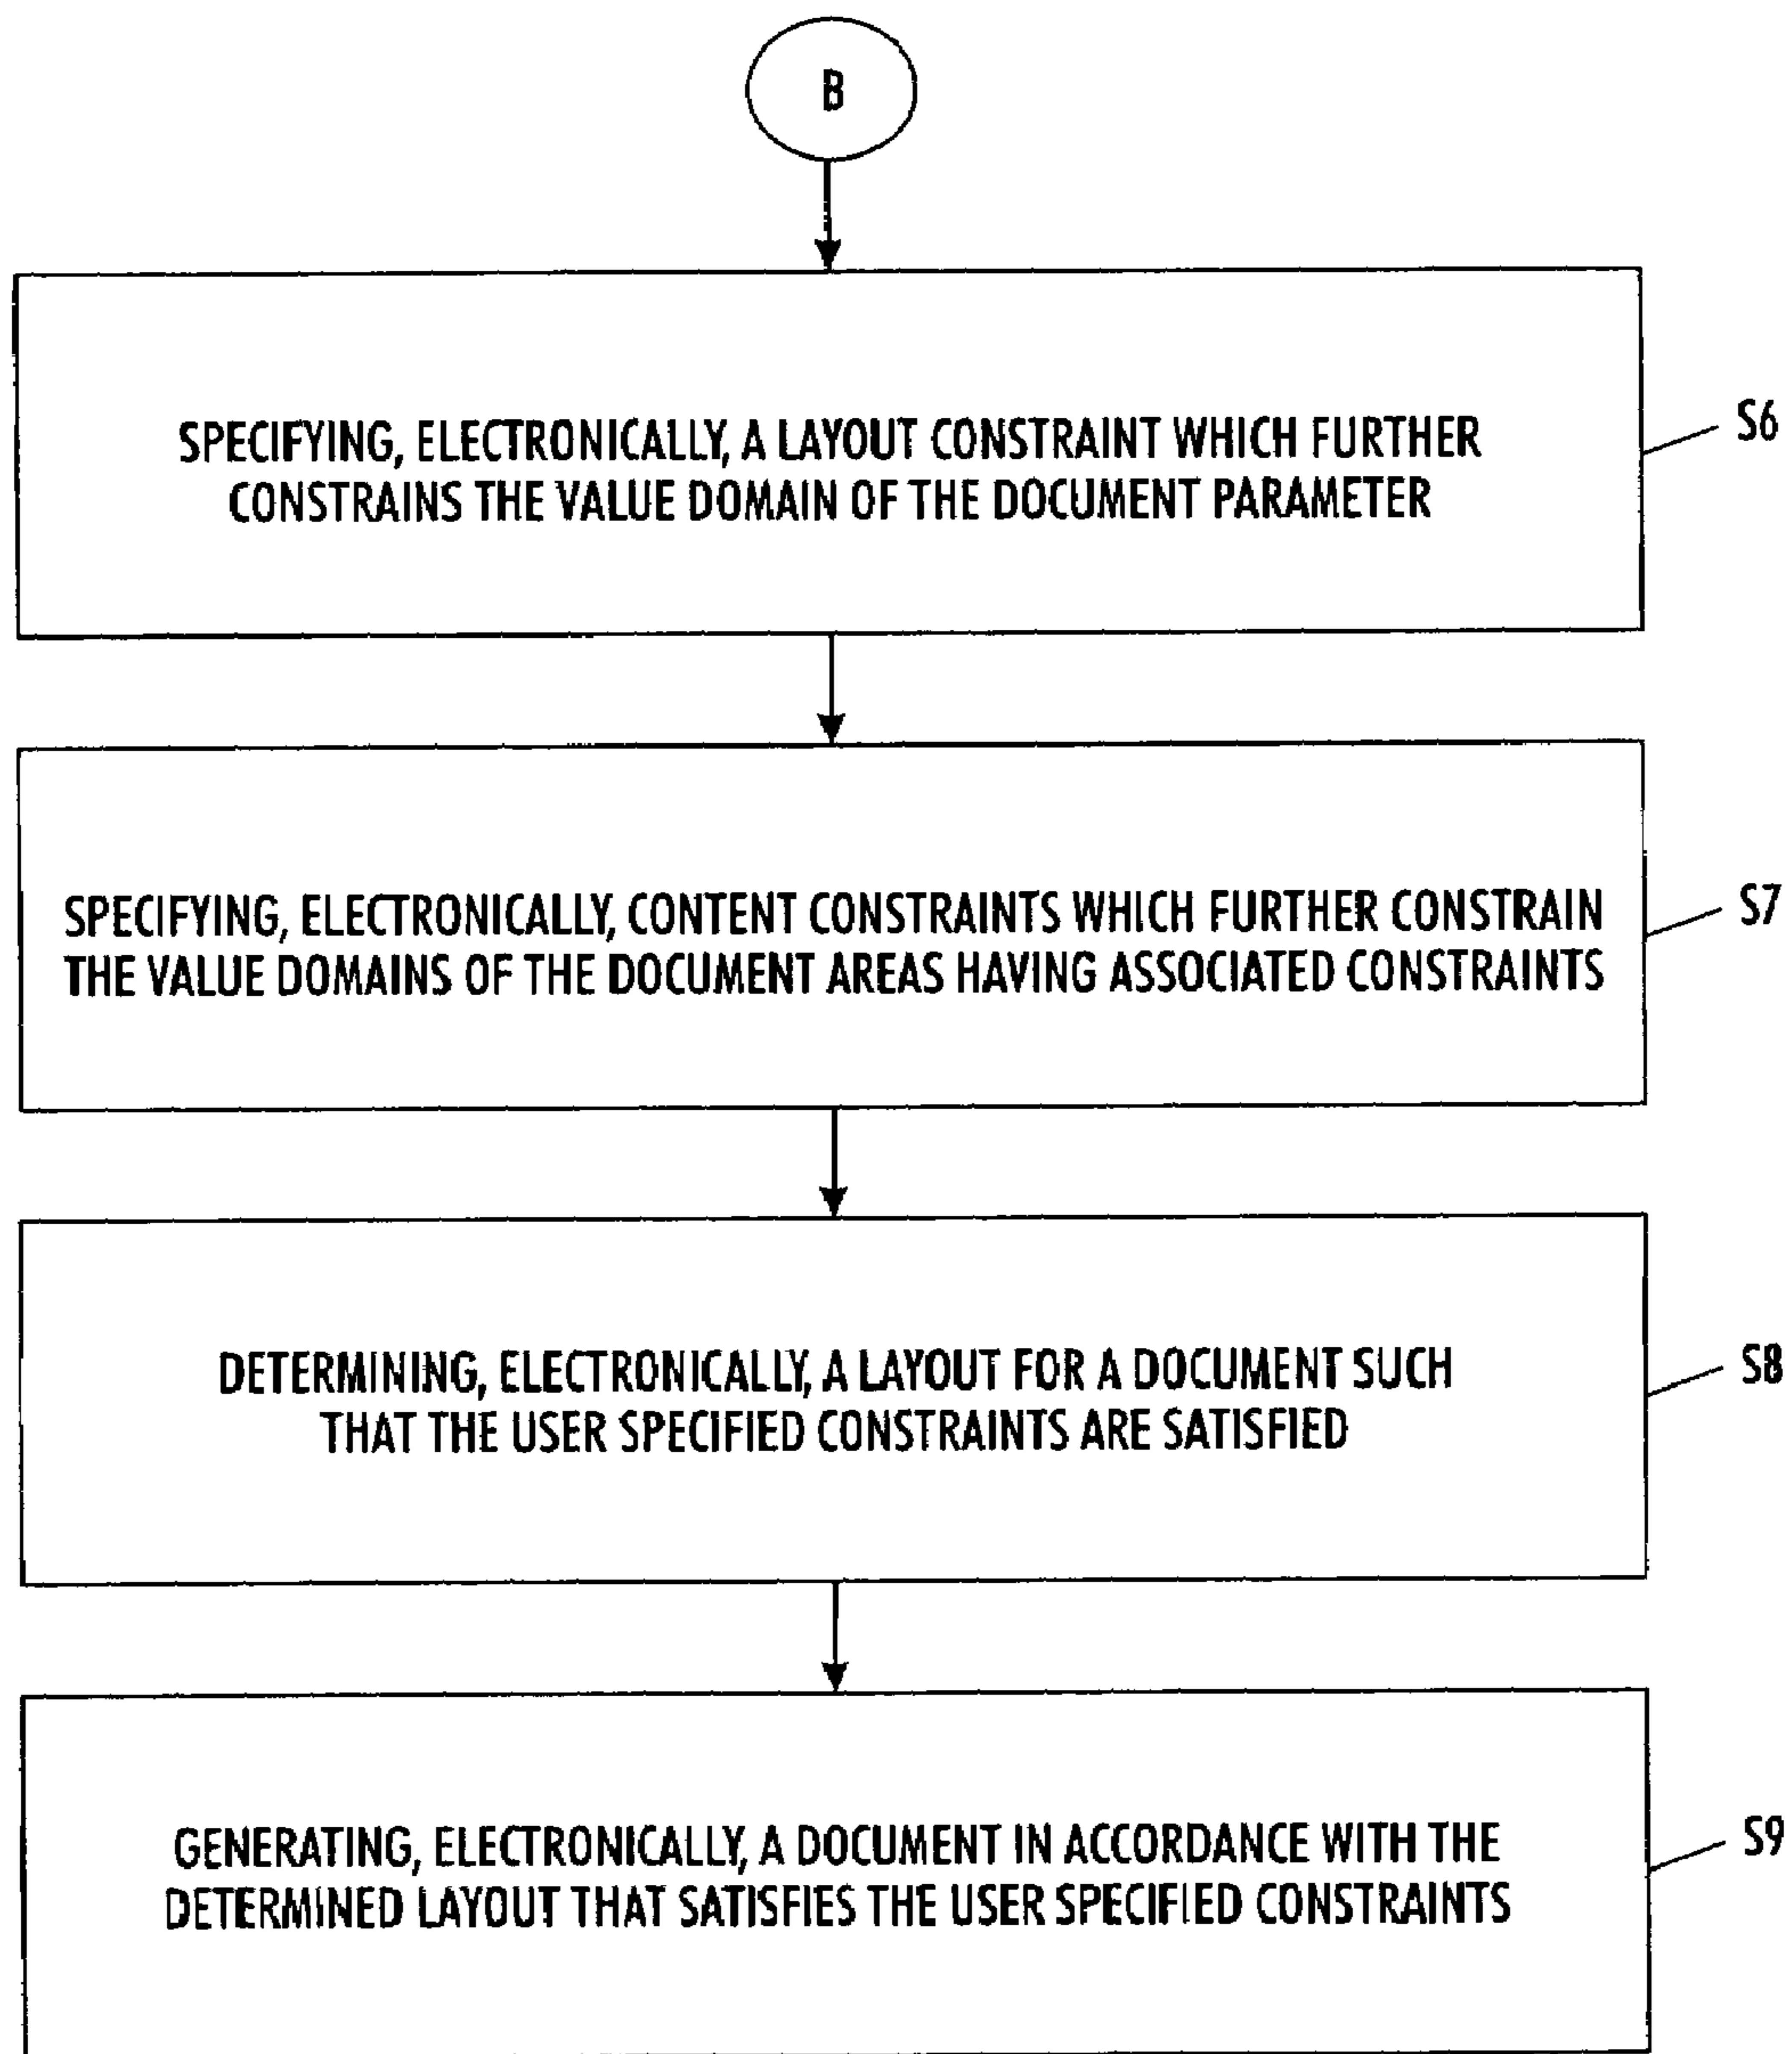 B
SPECIFYING, ELECTRONICALLY, A LAYOUT CONSTRAINT WHICH FURTHER
CONSTRAINS THE VALUE DOMAIN OF THE DOCUMENT PARAMETER
S6
SPECIFYING, ELECTRONICALLY, CONTENT CONSTRAINTS WHICH FURTHER CONSTRAIN
THE VALUE DOMAINS OF THE DOCUMENT AREAS HAVING ASSOCIATED CONSTRAINTS
S7
DETERMINING, ELECTRONICALLY, A LAYOUT FOR A DOCUMENT SUCH
THAT THE USER SPECIFIED CONSTRAINTS ARE SATISFIED
S8
GENERATING, ELECTRONICALLY, A DOCUMENT IN ACCORDANCE WITH THE
DETERMINED LAYOUT THAT SATISFIES THE USER SPECIFIED CONSTRAINTS
S9